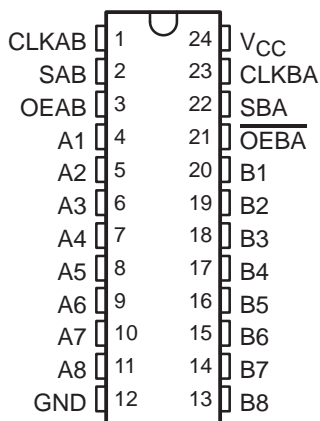 CLKAB 1 24 VCC
SAB 2 23 CLKBA
OEAB 3 22 SBA
A1 4 21 OEBA
A2 5 20 B1
A3 6 19 B2
A4 7 18 B3
A5 8 17 B4
A6 9 16 B5
A7 10 15 B6
A8 11 14 B7
GND 12 13 B8